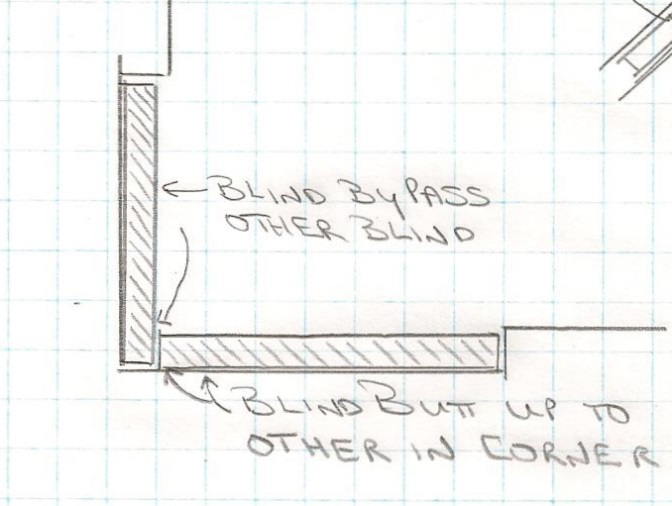 BLIND ByPASS
OTHER BLIND
BLIND BUTT UP TO
OTHER IN CORNER